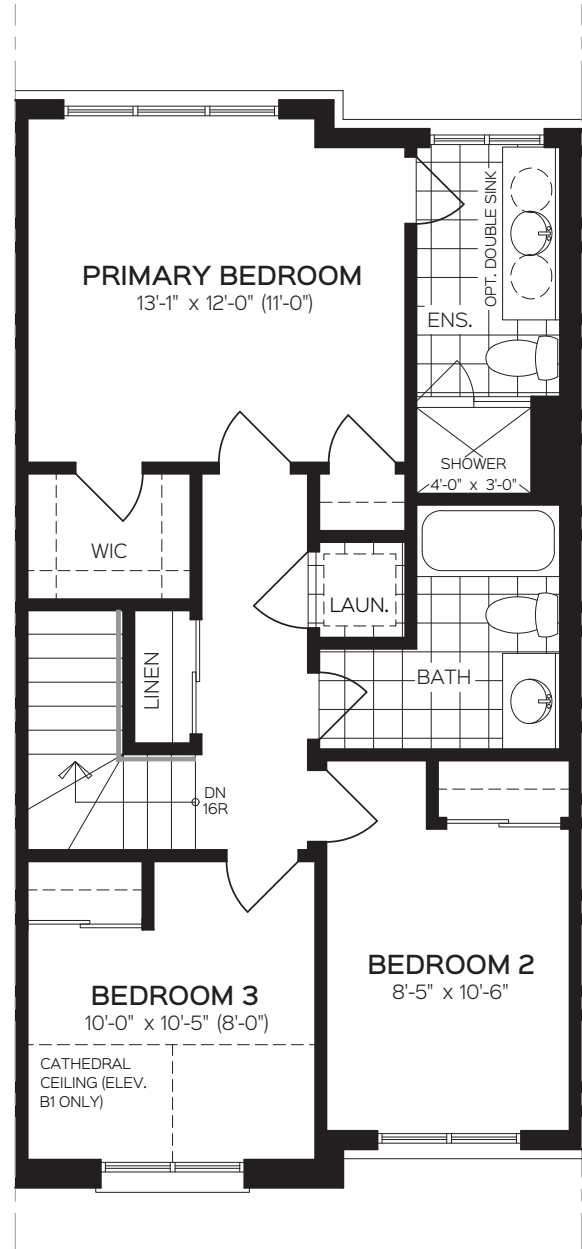 PRIMARY BEDROOM
13'-1" x 12'-0" (11'-0")
OPT. DOUBLE SINK
ENS.
SHOWER
4'-0" x 3'-0"
WIC
LAUN.
LINEN
BATH
DN
16R
BEDROOM 2
8'-5" x 10'-6"
BEDROOM 3
10'-0" x 10'-5" (8'-0")
CATHEDRAL
CEILING (ELEV.
B1 ONLY)